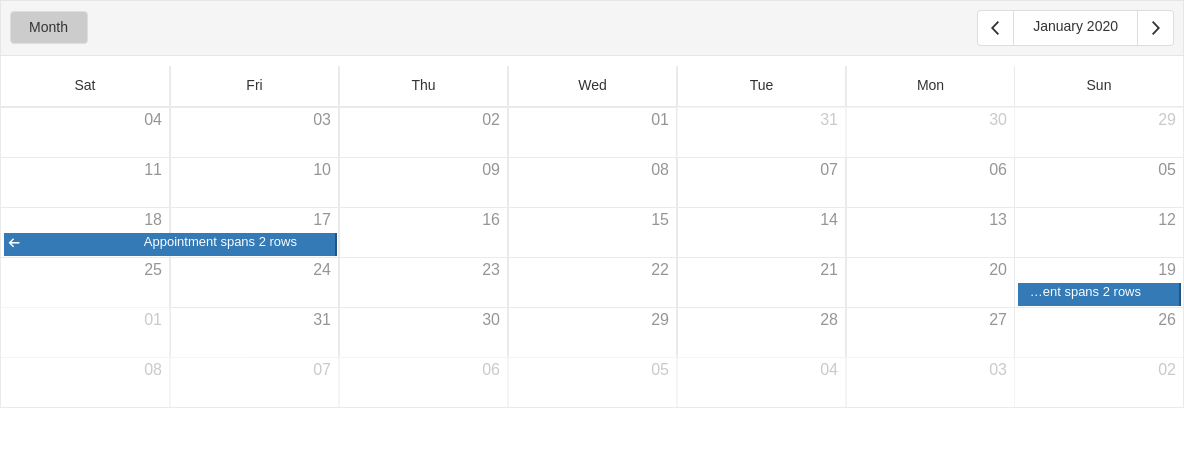 Month January 2020
Sat Fri Thu Wed Tue Mon Sun
04 03 02 01 31 30 29
11 10 09 08 07 06 05
18 17 16 15 14 13 12
Appointment spans 2 rows
25 24 23 22 21 20 19
…ent spans 2 rows
01 31 30 29 28 27 26
08 07 06 05 04 03 02